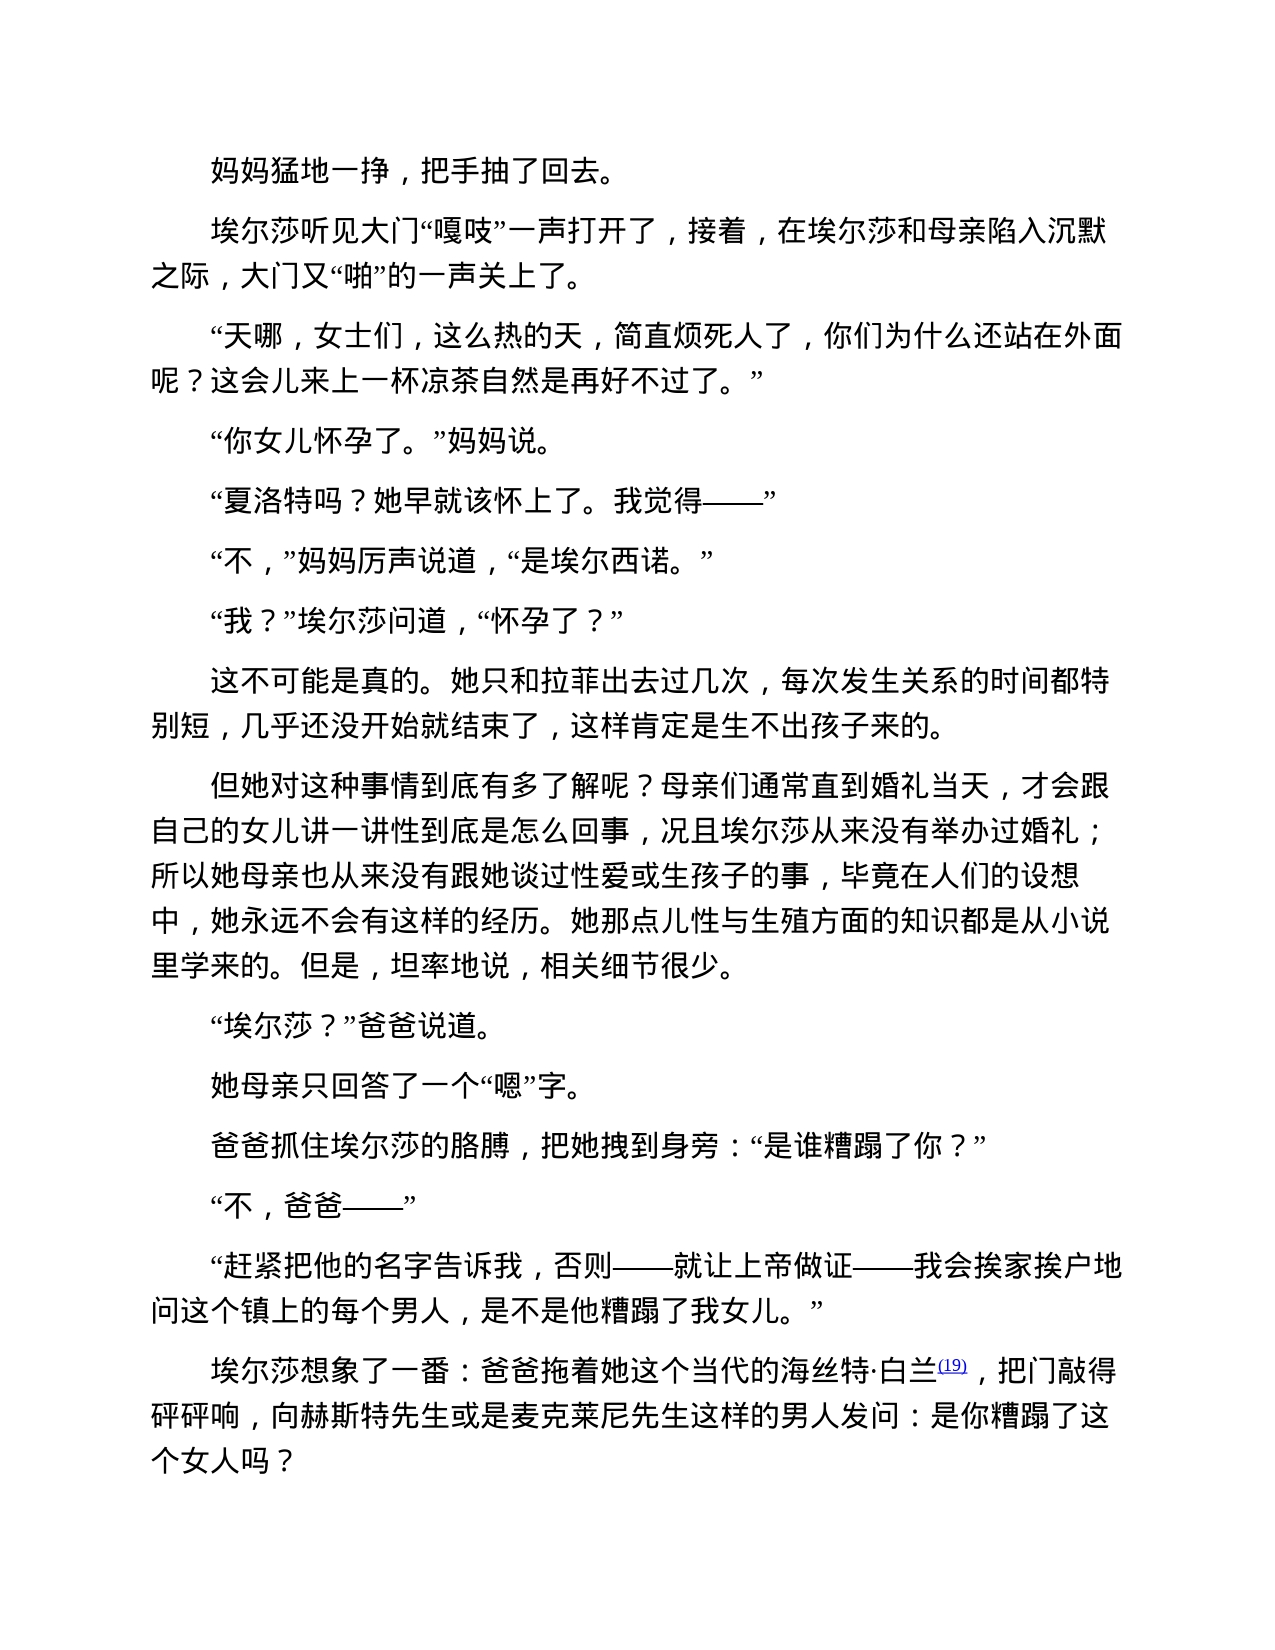 妈妈猛地一挣，把手抽了回去。
埃尔莎听见大门“嘎吱”一声打开了，接着，在埃尔莎和母亲陷入沉默
之际，大门又“啪”的一声关上了。
“天哪，女士们，这么热的天，简直烦死人了，你们为什么还站在外面
呢？这会儿来上一杯凉茶自然是再好不过了。”
“你女儿怀孕了。”妈妈说。
“夏洛特吗？她早就该怀上了。我觉得——”
“不，”妈妈厉声说道，“是埃尔西诺。”
“我？”埃尔莎问道，“怀孕了？”
这不可能是真的。她只和拉菲出去过几次，每次发生关系的时间都特
别短，几乎还没开始就结束了，这样肯定是生不出孩子来的。
但她对这种事情到底有多了解呢？母亲们通常直到婚礼当天，才会跟
自己的女儿讲一讲性到底是怎么回事，况且埃尔莎从来没有举办过婚礼；
所以她母亲也从来没有跟她谈过性爱或生孩子的事，毕竟在人们的设想
中，她永远不会有这样的经历。她那点儿性与生殖方面的知识都是从小说
里学来的。但是，坦率地说，相关细节很少。
“埃尔莎？”爸爸说道。
她母亲只回答了一个“嗯”字。
爸爸抓住埃尔莎的胳膊，把她拽到身旁：“是谁糟蹋了你？”
“不，爸爸——”
“赶紧把他的名字告诉我，否则——就让上帝做证——我会挨家挨户地
问这个镇上的每个男人，是不是他糟蹋了我女儿。”
埃尔莎想象了一番：爸爸拖着她这个当代的海丝特·白兰(19)，把门敲得
砰砰响，向赫斯特先生或是麦克莱尼先生这样的男人发问：是你糟蹋了这
个女人吗？